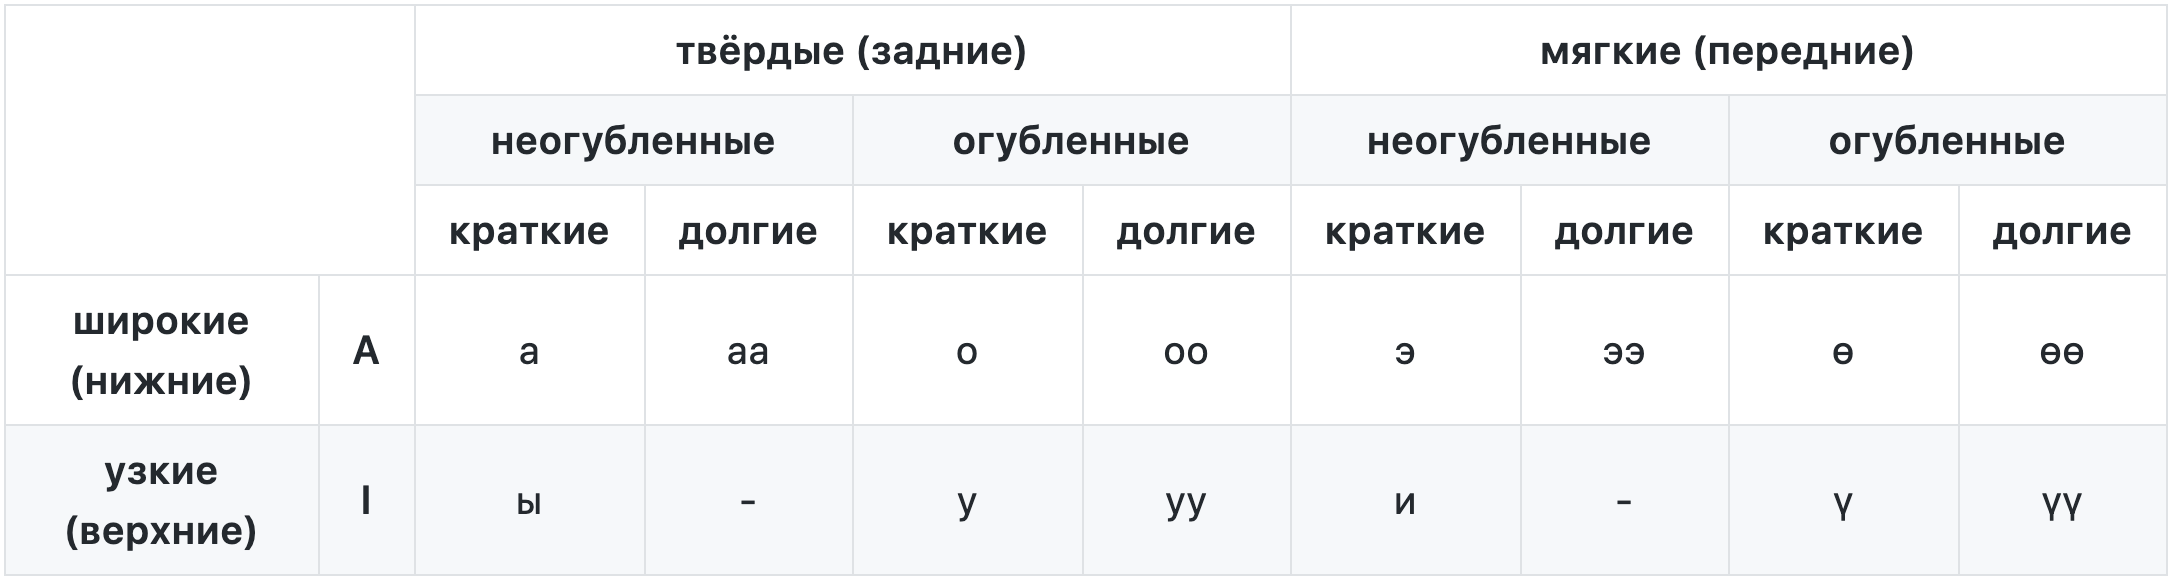 твёрдые (задние) мягкие (передние)
неогубленные огубленные неогубленные огубленные
краткие долгие краткие долгие краткие долгие краткие долгие
широкие (нижние) А а аа о оо э ээ ө өө
узкие (верхние) I ы - у уу и - ү үү